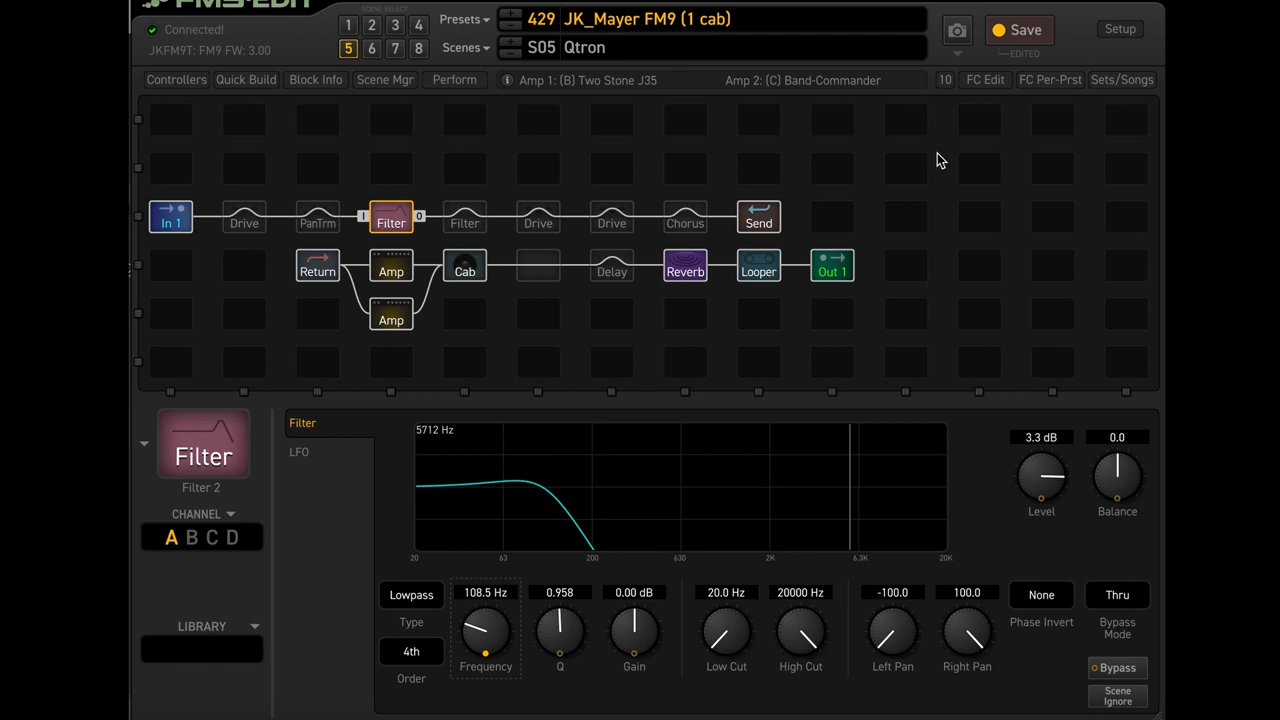 FM9-EDIT
Connected!
JKFM9T: FM9 FW: 3.00
SCENE SELECT
1 2 3 4
5 6 7 8
Presets
Scenes
429 JK_Mayer FM9 (1 cab)
S05 Qtron
Save
EDITED
Setup
Controllers
Quick Build
Block Info
Scene Mgr
Perform
Amp 1: (B) Two Stone J35
Amp 2: (C) Band-Commander
10
FC Edit
FC Per-Prst
Sets/Songs
In 1
Drive
PanTrm
I
Filter
O
Filter
Drive
Drive
Chorus
Send
Return
Amp
Cab
Delay
Reverb
Looper
Out 1
Amp
Filter
Filter 2
CHANNEL
A B C D
LIBRARY
Filter
LFO
5712 Hz
20 63 200 630 2K 6.3K 20K
3.3 dB
Level
0.0
Balance
Lowpass
Type
4th
Order
108.5 Hz
Frequency
0.958
Q
0.00 dB
Gain
20.0 Hz
Low Cut
20000 Hz
High Cut
-100.0
Left Pan
100.0
Right Pan
None
Phase Invert
Thru
Bypass
Mode
Bypass
Scene
Ignore